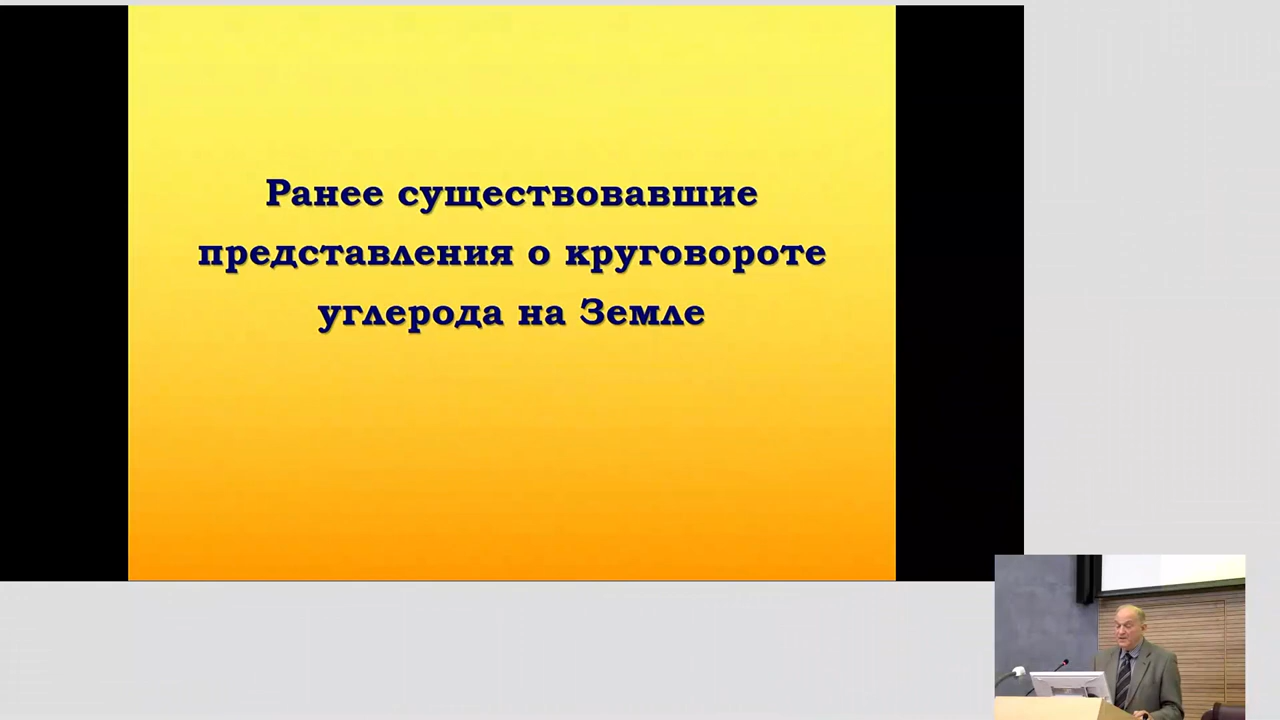 Ранее существовавшие
представления о круговороте
углерода на Земле